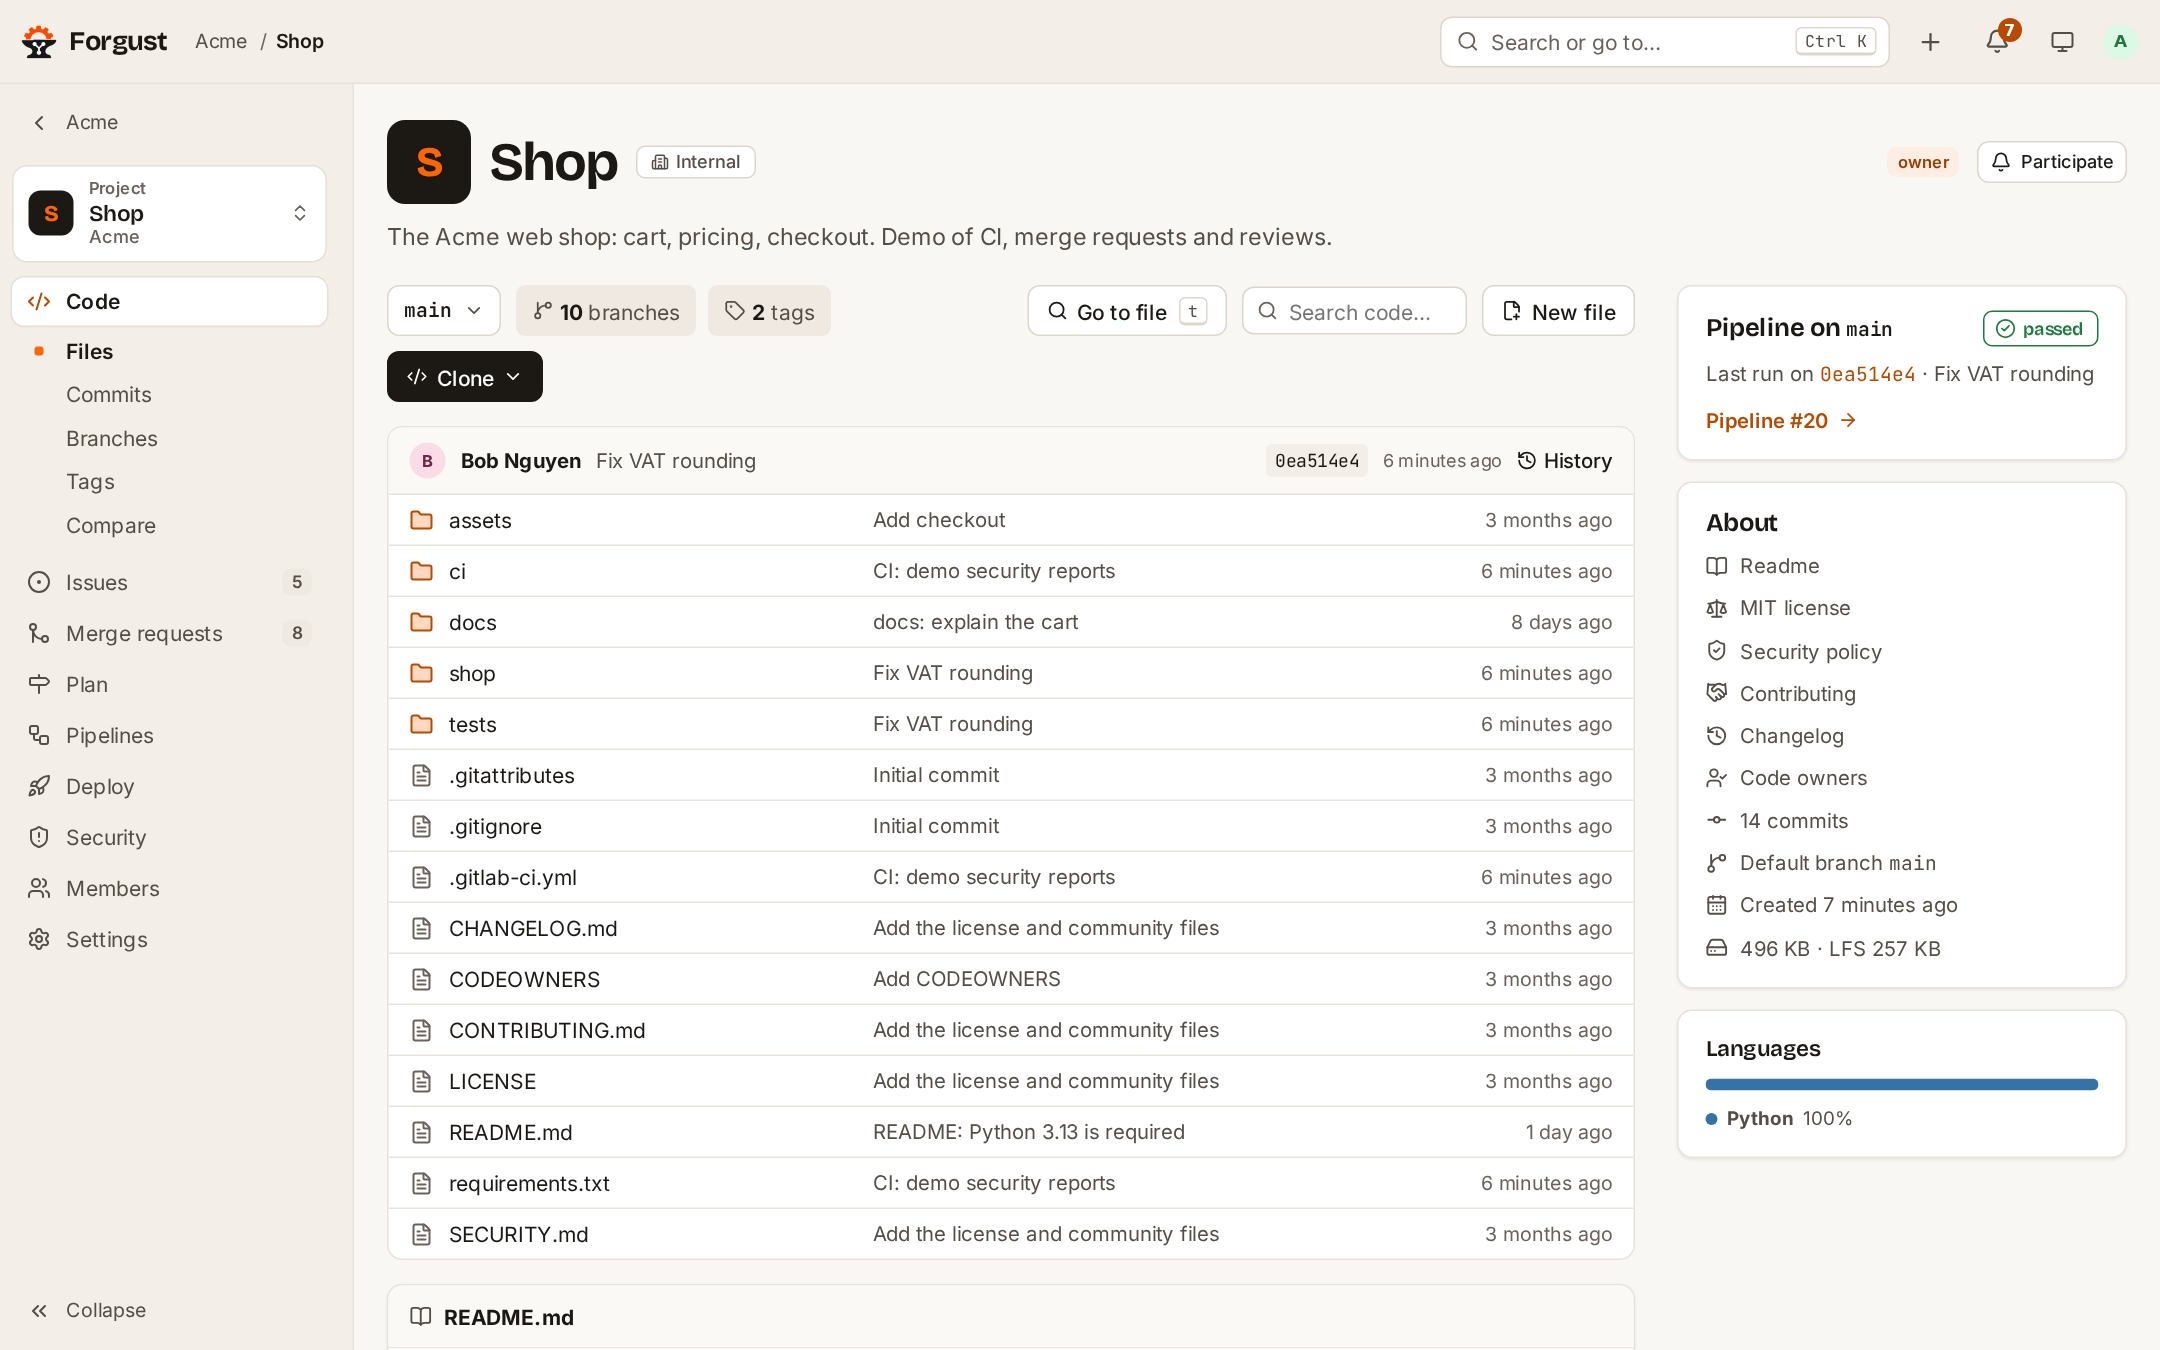 Forgust Acme / Shop Search or go to... Ctrl K 7 A
Acme
Project
S Shop
Acme
Code
Files
Commits
Branches
Tags
Compare
Issues 5
Merge requests 8
Plan
Pipelines
Deploy
Security
Members
Settings
Collapse
S Shop Internal owner Participate
The Acme web shop: cart, pricing, checkout. Demo of CI, merge requests and reviews.
main 10 branches 2 tags Go to file t Search code... New file
Clone
B Bob Nguyen Fix VAT rounding 0ea514e4 6 minutes ago History
assets Add checkout 3 months ago
ci CI: demo security reports 6 minutes ago
docs docs: explain the cart 8 days ago
shop Fix VAT rounding 6 minutes ago
tests Fix VAT rounding 6 minutes ago
.gitattributes Initial commit 3 months ago
.gitignore Initial commit 3 months ago
.gitlab-ci.yml CI: demo security reports 6 minutes ago
CHANGELOG.md Add the license and community files 3 months ago
CODEOWNERS Add CODEOWNERS 3 months ago
CONTRIBUTING.md Add the license and community files 3 months ago
LICENSE Add the license and community files 3 months ago
README.md README: Python 3.13 is required 1 day ago
requirements.txt CI: demo security reports 6 minutes ago
SECURITY.md Add the license and community files 3 months ago
README.md
Pipeline on main passed
Last run on 0ea514e4 · Fix VAT rounding
Pipeline #20
About
Readme
MIT license
Security policy
Contributing
Changelog
Code owners
14 commits
Default branch main
Created 7 minutes ago
496 KB · LFS 257 KB
Languages
Python 100%